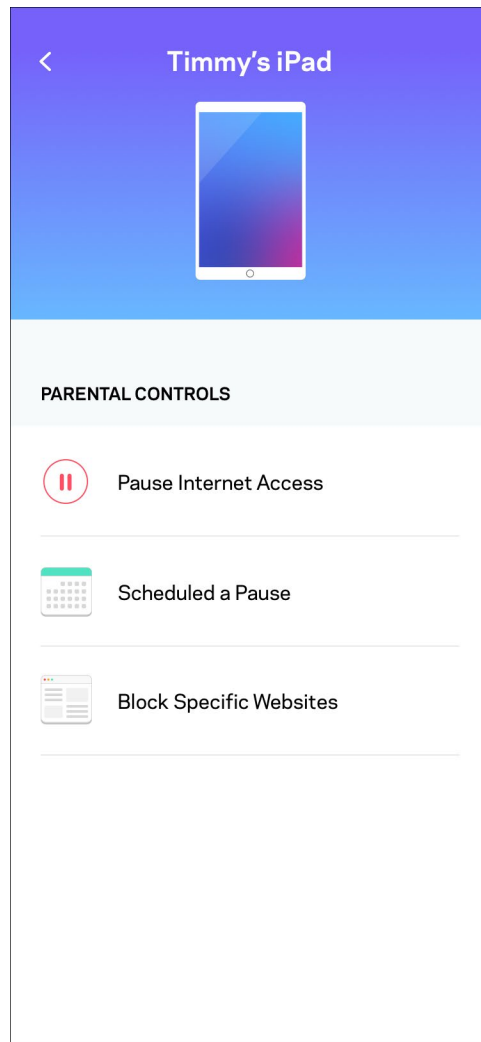 Timmy’s iPad
PARENTAL CONTROLS
Pause Internet Access
Scheduled a Pause
Block Specific Websites